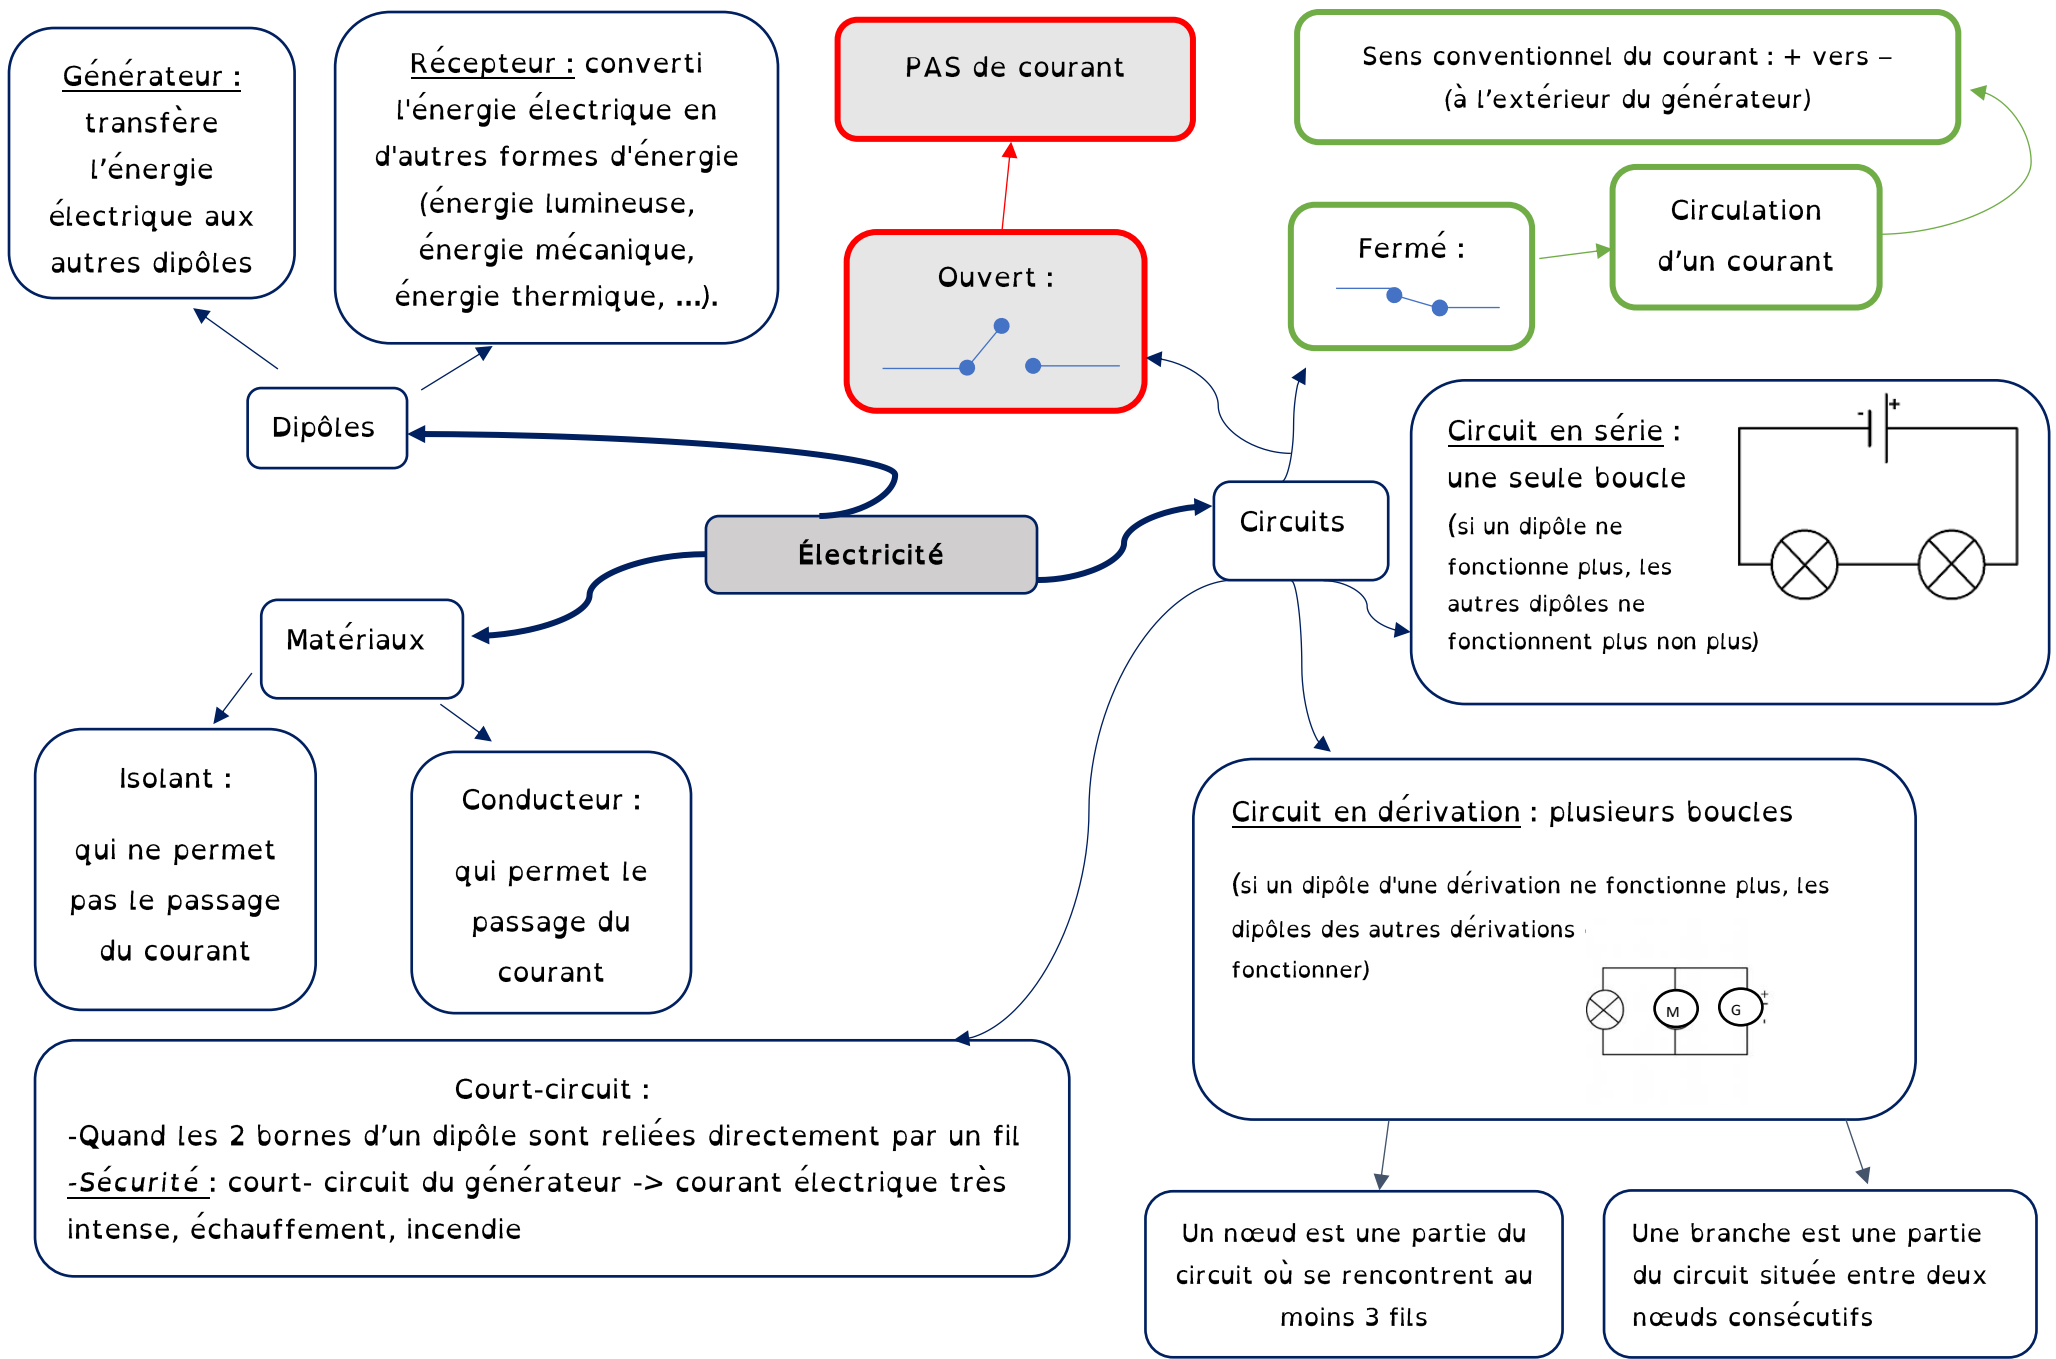 Générateur :
transfère
l’énergie
électrique aux
autres dipôles
Récepteur : converti
l'énergie électrique en
d'autres formes d'énergie
(énergie lumineuse,
énergie mécanique,
énergie thermique, ...).
PAS de courant
Sens conventionnel du courant : + vers –
(à l’extérieur du générateur)
Circulation
d’un courant
Fermé :
Ouvert :
Dipôles
Circuit en série :
une seule boucle
(si un dipôle ne
fonctionne plus, les
autres dipôles ne
fonctionnent plus non plus)
- +
Circuits
Électricité
Matériaux
Isolant :
qui ne permet
pas le passage
du courant
Conducteur :
qui permet le
passage du
courant
Circuit en dérivation : plusieurs boucles
(si un dipôle d'une dérivation ne fonctionne plus, les
dipôles des autres dérivations
fonctionner)
M G + -
Court-circuit :
-Quand les 2 bornes d’un dipôle sont reliées directement par un fil
-Sécurité : court- circuit du générateur -> courant électrique très
intense, échauffement, incendie
Un nœud est une partie du
circuit où se rencontrent au
moins 3 fils
Une branche est une partie
du circuit située entre deux
nœuds consécutifs